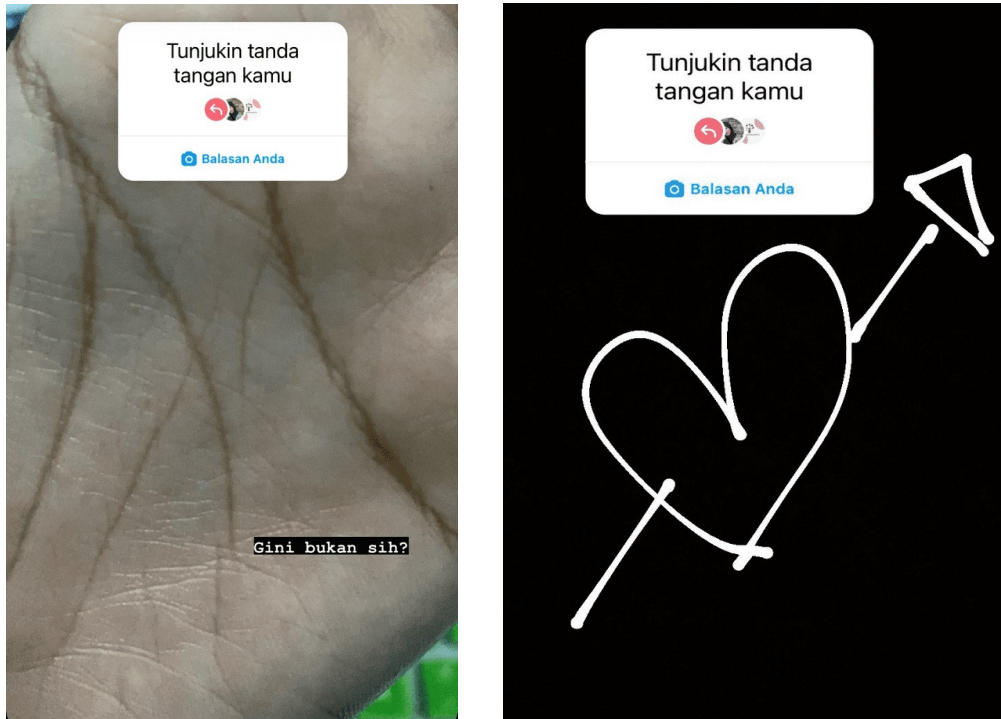 Tunjukin tanda
tangan kamu
Balasan Anda
Gini bukan sih?
Tunjukin tanda
tangan kamu
Balasan Anda